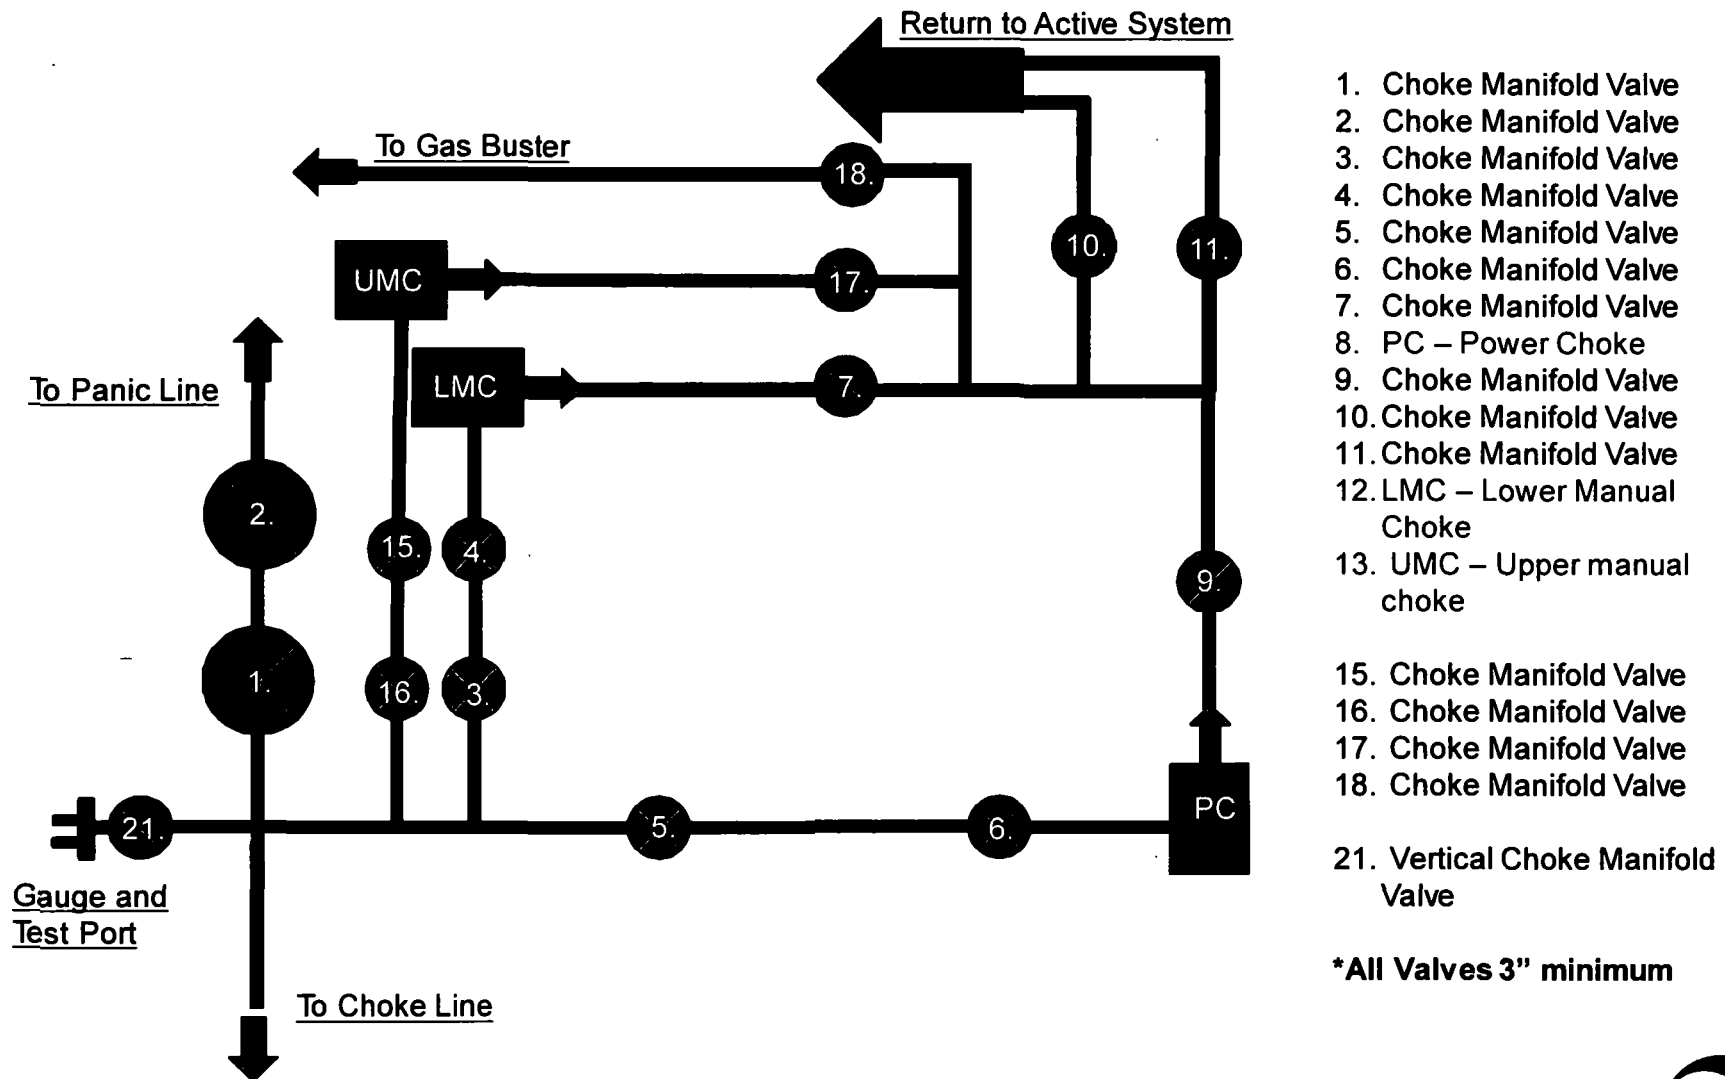 Return to Active System
To Gas Buster
18.
10.
11.
UMC
17.
LMC
7.
To Panic Line
2.
15.
4.
9.
1.
16.
3.
PC
21.
5.
6.
Gauge and
Test Port
To Choke Line
1. Choke Manifold Valve
2. Choke Manifold Valve
3. Choke Manifold Valve
4. Choke Manifold Valve
5. Choke Manifold Valve
6. Choke Manifold Valve
7. Choke Manifold Valve
8. PC – Power Choke
9. Choke Manifold Valve
10. Choke Manifold Valve
11. Choke Manifold Valve
12. LMC – Lower Manual
Choke
13. UMC – Upper manual
choke
15. Choke Manifold Valve
16. Choke Manifold Valve
17. Choke Manifold Valve
18. Choke Manifold Valve
21. Vertical Choke Manifold
Valve
*All Valves 3" minimum